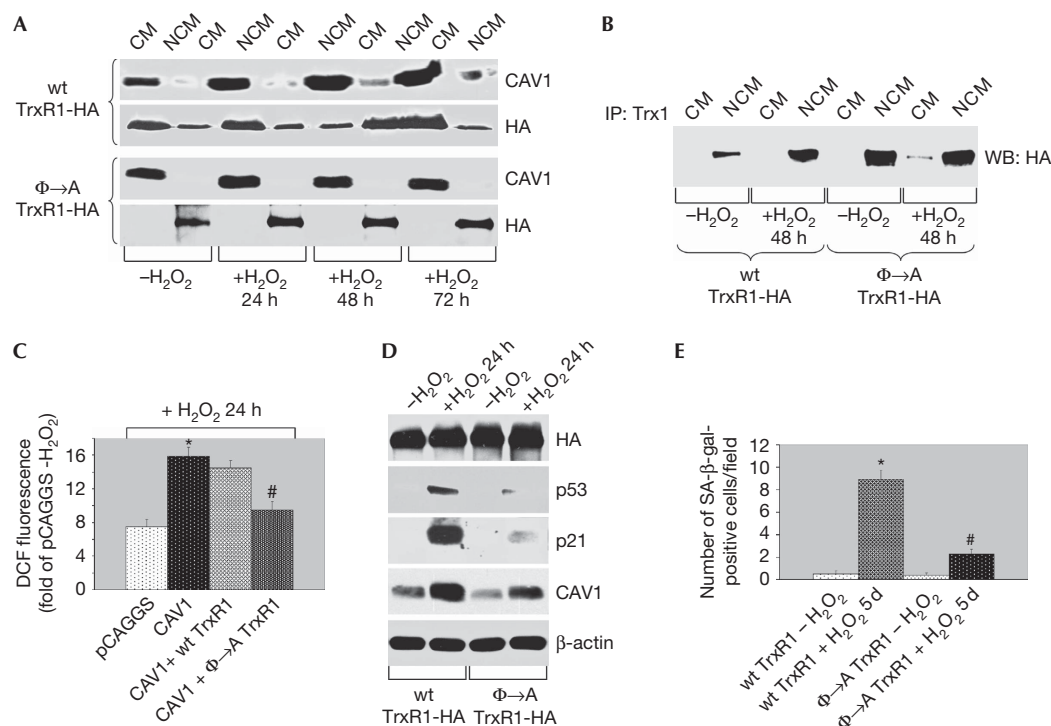 A
CM NCM CM NCM CM NCM CM NCM CM NCM
wt
TrxR1-HA
CAV1
HA
Φ→A
TrxR1-HA
CAV1
HA
–H₂O₂
+H₂O₂
24 h
+H₂O₂
48 h
+H₂O₂
72 h
B
CM NCM CM NCM CM NCM CM NCM
IP: Trx1
WB: HA
–H₂O₂
+H₂O₂
48 h
–H₂O₂
+H₂O₂
48 h
wt
TrxR1-HA
Φ→A
TrxR1-HA
C
+ H₂O₂ 24 h
DCF fluorescence
(fold of pCAGGS -H₂O₂)
16
12
8
4
0
*
#
pCAGGS
CAV1
CAV1+ wt TrxR1
CAV1 + Φ→A TrxR1
D
–H₂O₂
+H₂O₂ 24 h
–H₂O₂
+H₂O₂ 24 h
HA
p53
p21
CAV1
β-actin
wt
TrxR1-HA
Φ→A
TrxR1-HA
E
Number of SA-β-gal-
positive cells/field
12
10
8
6
4
2
0
*
#
wt TrxR1 – H₂O₂
wt TrxR1 + H₂O₂ 5 d
Φ→A TrxR1 – H₂O₂
Φ→A TrxR1 + H₂O₂ 5d